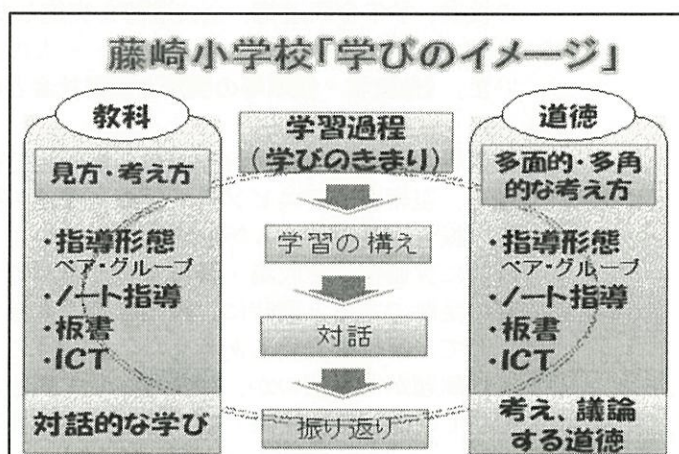 藤崎小学校「学びのイメージ」
教科
見方・考え方
・指導形態
ペア・グループ
・ノート指導
・板書
・ICT
対話的な学び
学習過程
(学びのきまり)
学習の構え
対話
振り返り
道徳
多面的・多角
的な考え方
・指導形態
ペア・グループ
・ノート指導
・板書
・ICT
考え、議論
する道徳